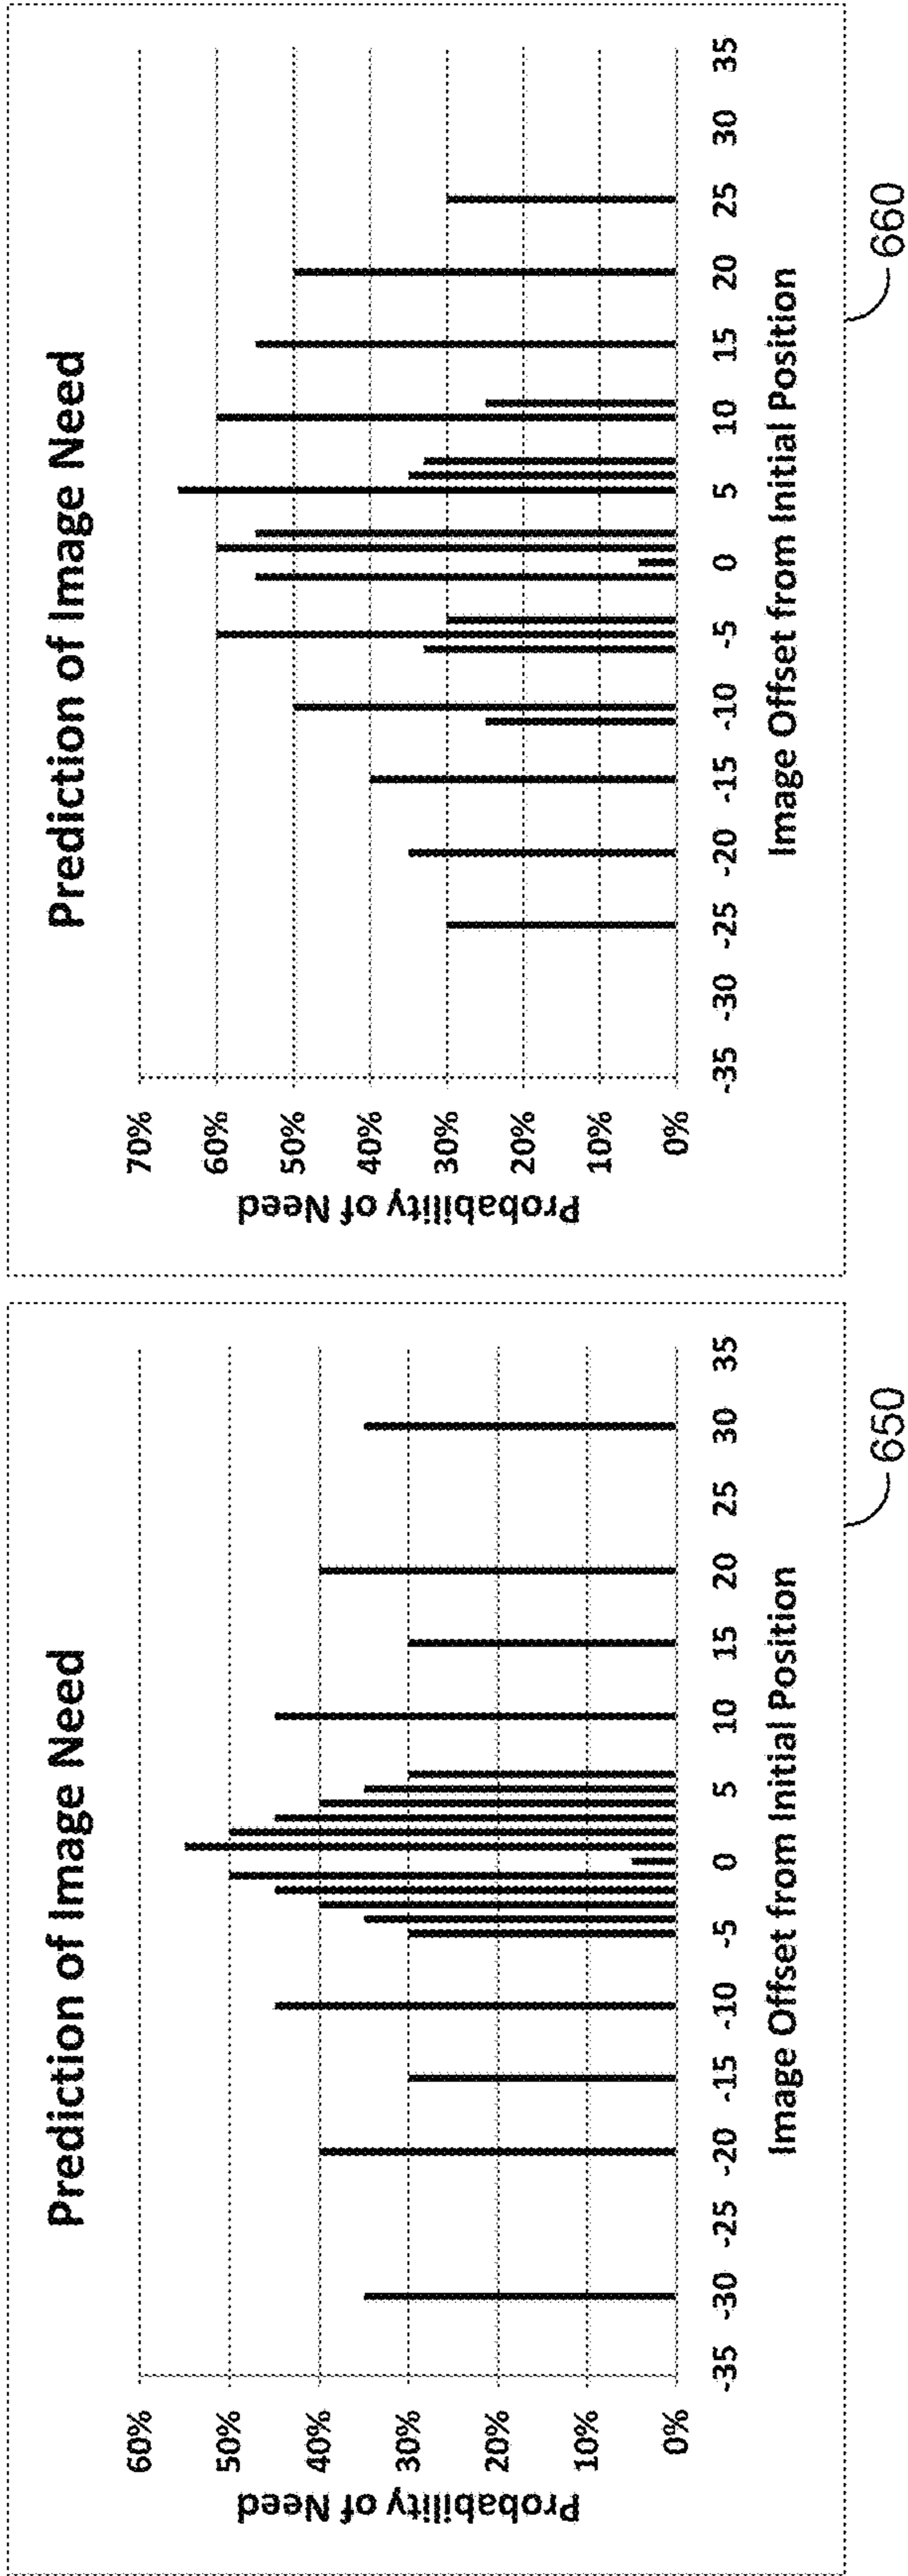 Prediction of Image Need
Probability of Need
60%
50%
40%
30%
20%
10%
0%
-35 -30 -25 -20 -15 -10 -5 0 5 10 15 20 25 30 35
Image Offset from Initial Position
650
Prediction of Image Need
Probability of Need
70%
60%
50%
40%
30%
20%
10%
0%
-35 -30 -25 -20 -15 -10 -5 0 5 10 15 20 25 30 35
Image Offset from Initial Position
660